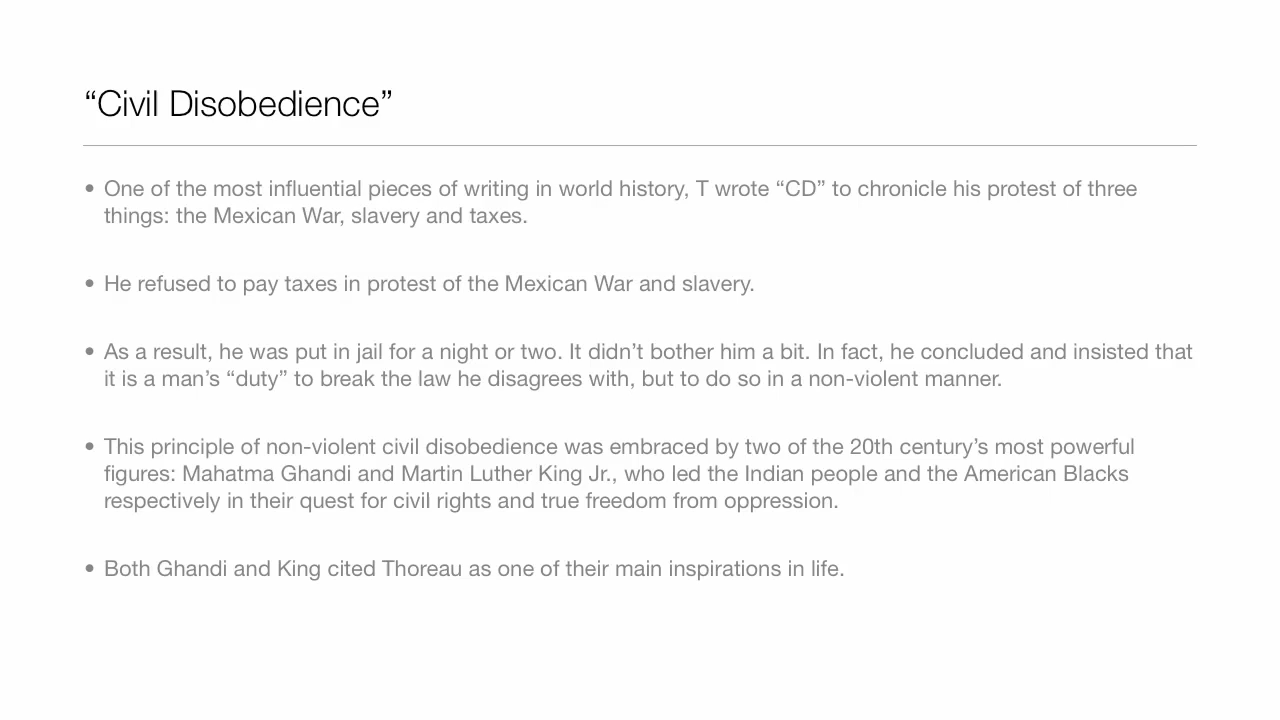 “Civil Disobedience”
• One of the most influential pieces of writing in world history, T wrote “CD” to chronicle his protest of three
things: the Mexican War, slavery and taxes.
• He refused to pay taxes in protest of the Mexican War and slavery.
• As a result, he was put in jail for a night or two. It didn’t bother him a bit. In fact, he concluded and insisted that
it is a man’s “duty” to break the law he disagrees with, but to do so in a non-violent manner.
• This principle of non-violent civil disobedience was embraced by two of the 20th century’s most powerful
figures: Mahatma Ghandi and Martin Luther King Jr., who led the Indian people and the American Blacks
respectively in their quest for civil rights and true freedom from oppression.
• Both Ghandi and King cited Thoreau as one of their main inspirations in life.